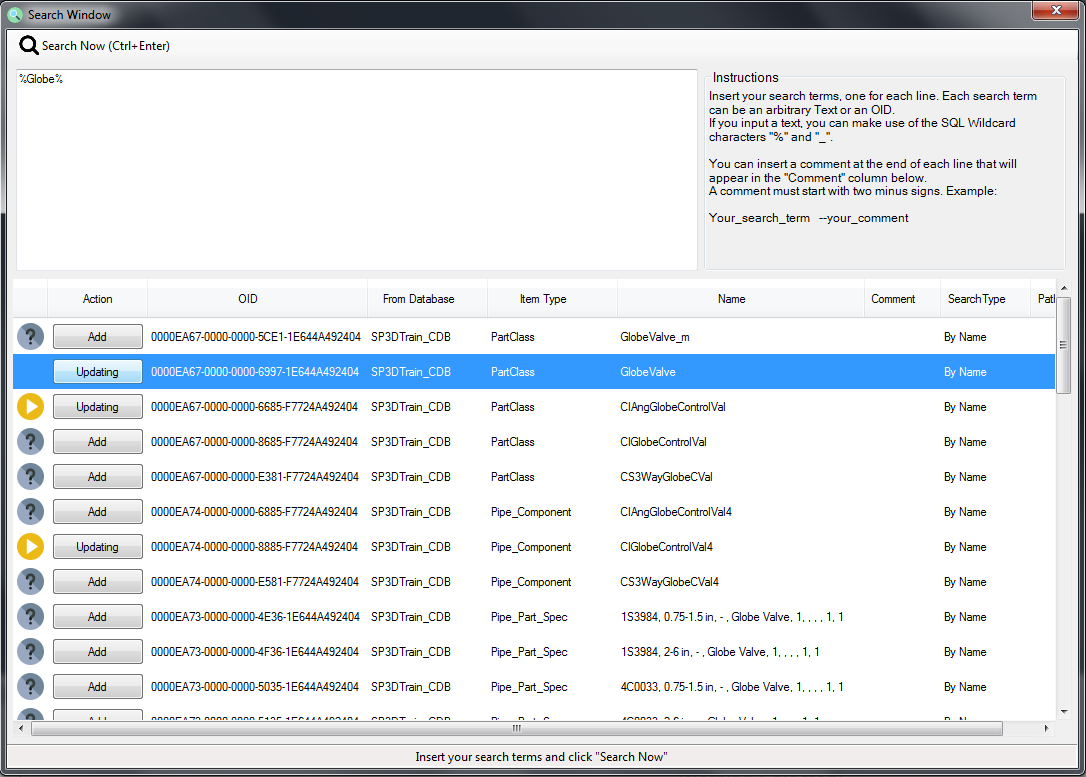 Search Window
Search Now (Ctrl+Enter)
%Globe%
Instructions
Insert your search terms, one for each line. Each search term
can be an arbitrary Text or an OID.
If you input a text, you can make use of the SQL Wildcard
characters "%" and "_".
You can insert a comment at the end of each line that will
appear in the "Comment" column below.
A comment must start with two minus signs. Example:
Your_search_term --your_comment
Action OID From Database Item Type Name Comment SearchType Patl
? Add 0000EA67-0000-0000-5CE1-1E644A492404 SP3DTrain_CDB PartClass GlobeValve_m By Name
Updating 0000EA67-0000-0000-6997-1E644A492404 SP3DTrain_CDB PartClass GlobeValve By Name
Updating 0000EA67-0000-0000-6685-F7724A492404 SP3DTrain_CDB PartClass CIAngGlobeControlVal By Name
? Add 0000EA67-0000-0000-8685-F7724A492404 SP3DTrain_CDB PartClass CIGlobeControlVal By Name
? Add 0000EA67-0000-0000-E381-F7724A492404 SP3DTrain_CDB PartClass CS3WayGlobeCVal By Name
? Add 0000EA74-0000-0000-6885-F7724A492404 SP3DTrain_CDB Pipe_Component CIAngGlobeControlVal4 By Name
Updating 0000EA74-0000-0000-8885-F7724A492404 SP3DTrain_CDB Pipe_Component CIGlobeControlVal4 By Name
? Add 0000EA74-0000-0000-E581-F7724A492404 SP3DTrain_CDB Pipe_Component CS3WayGlobeCVal4 By Name
? Add 0000EA73-0000-0000-4E36-1E644A492404 SP3DTrain_CDB Pipe_Part_Spec 1S3984, 0.75-1.5 in, - , Globe Valve, 1, , , , 1, 1 By Name
? Add 0000EA73-0000-0000-4F36-1E644A492404 SP3DTrain_CDB Pipe_Part_Spec 1S3984, 2-6 in, - , Globe Valve, 1, , , , 1, 1 By Name
? Add 0000EA73-0000-0000-5035-1E644A492404 SP3DTrain_CDB Pipe_Part_Spec 4C0033, 0.75-1.5 in, - , Globe Valve, 1, , , , 1, 1 By Name
Insert your search terms and click "Search Now"